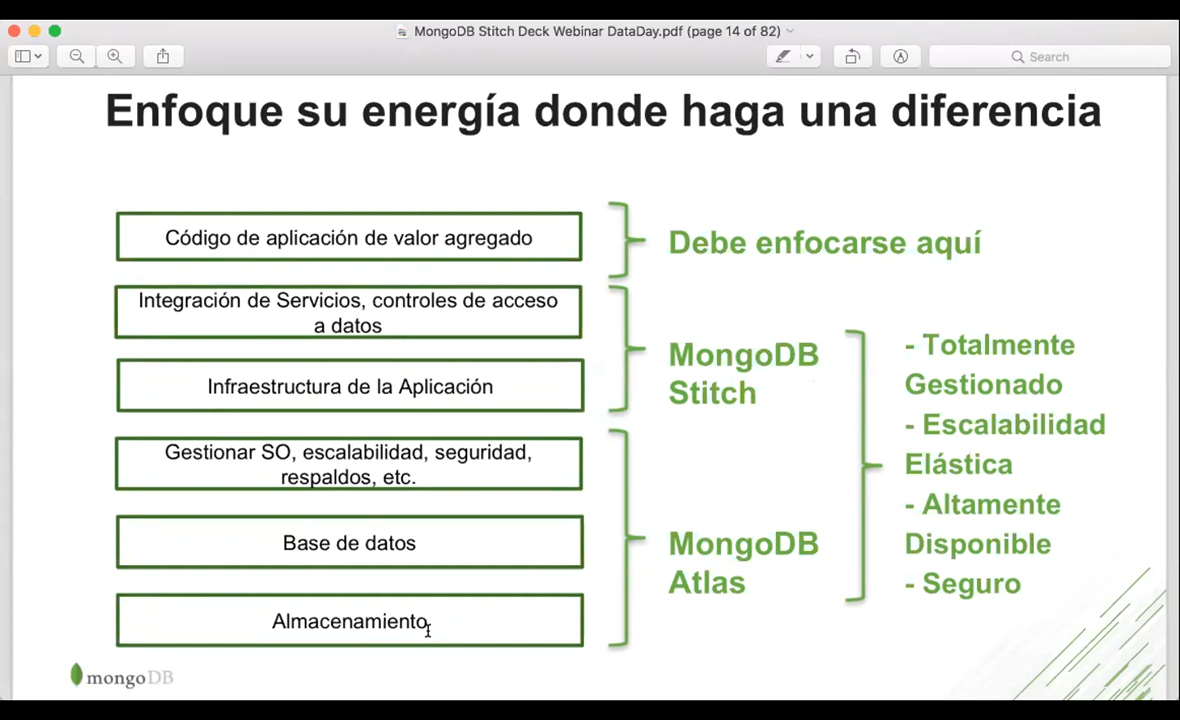 MongoDB Stitch Deck Webinar DataDay.pdf (page 14 of 82)
Search
Enfoque su energía donde haga una diferencia
Código de aplicación de valor agregado
Debe enfocarse aquí
Integración de Servicios, controles de acceso
a datos
Infraestructura de la Aplicación
MongoDB
Stitch
Gestionar SO, escalabilidad, seguridad,
respaldos, etc.
Base de datos
Almacenamiento
MongoDB
Atlas
- Totalmente
Gestionado
- Escalabilidad
Elástica
- Altamente
Disponible
- Seguro
mongoDB